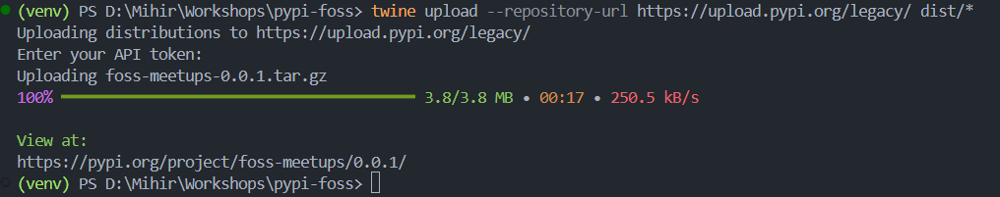 (venv) PS D:\Mihir\Workshops\pypi-foss> twine upload --repository-url https://upload.pypi.org/legacy/ dist/*
Uploading distributions to https://upload.pypi.org/legacy/
Enter your API token:
Uploading foss-meetups-0.0.1.tar.gz
100% ━━━━━━━━━━━━━━━━━━━━━━━━━━━━━━━━━━━━━━━━ 3.8/3.8 MB • 00:17 • 250.5 kB/s
View at:
https://pypi.org/project/foss-meetups/0.0.1/
(venv) PS D:\Mihir\Workshops\pypi-foss>